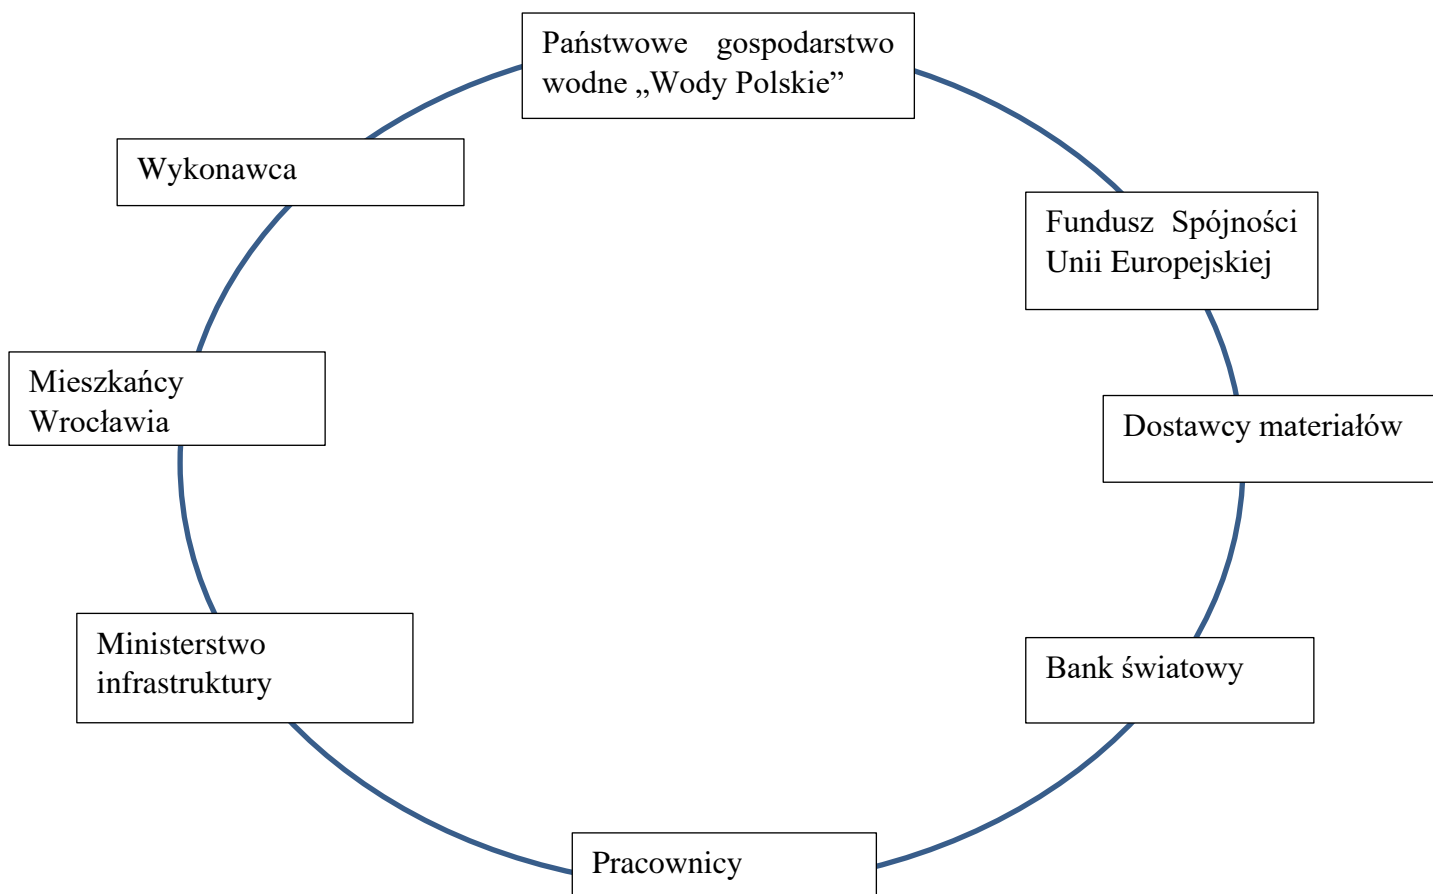 Państwowe gospodarstwo
wodne „Wody Polskie”
Wykonawca
Fundusz Spójności
Unii Europejskiej
Mieszkańcy
Wrocławia
Dostawcy materiałów
Ministerstwo
infrastruktury
Bank światowy
Pracownicy